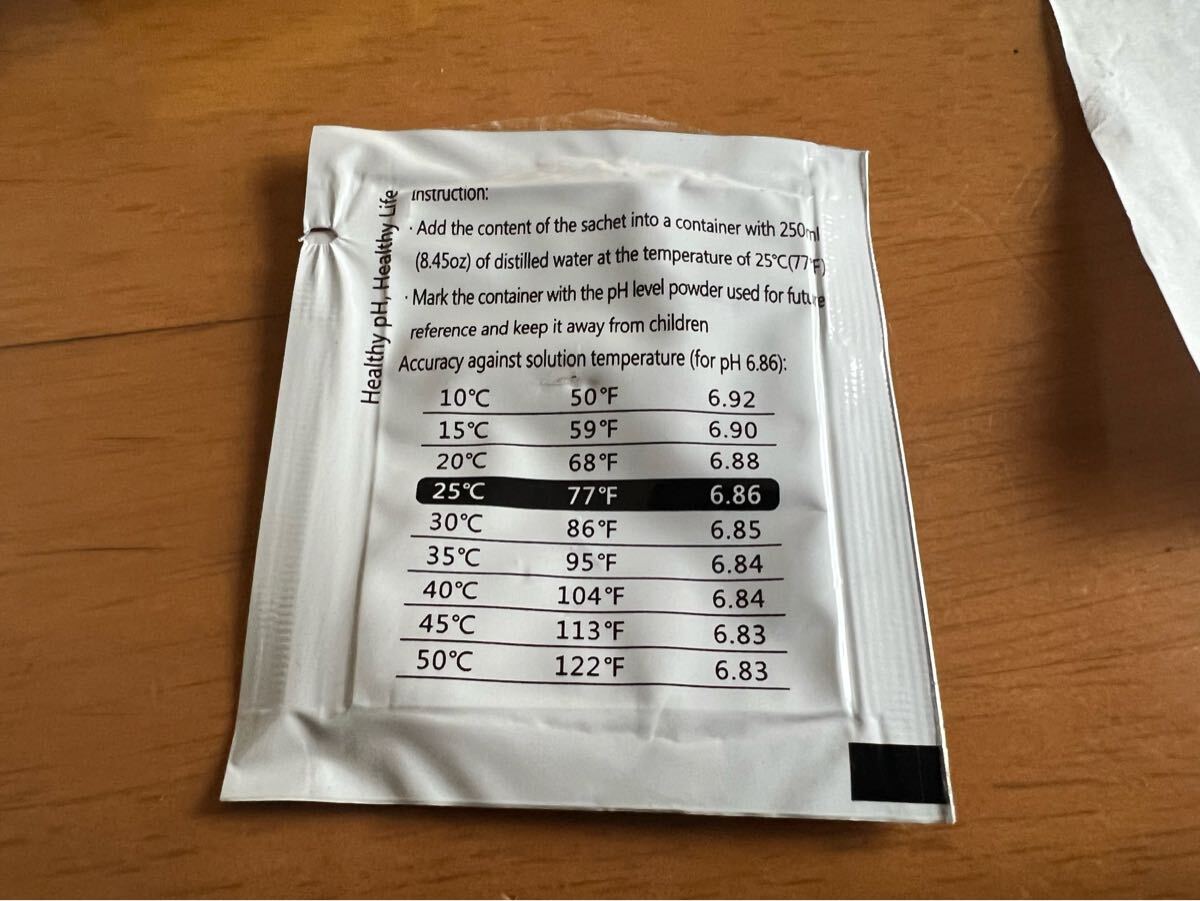 Healthy pH, Healthy Life
Instruction:
· Add the content of the sachet into a container with 250ml
(8.45oz) of distilled water at the temperature of 25℃(77°F)
· Mark the container with the pH level powder used for future
reference and keep it away from children
Accuracy against solution temperature (for pH 6.86):
10℃ 50℉ 6.92
15℃ 59℉ 6.90
20℃ 68℉ 6.88
25℃ 77℉ 6.86
30℃ 86℉ 6.85
35℃ 95℉ 6.84
40℃ 104℉ 6.84
45℃ 113℉ 6.83
50℃ 122℉ 6.83